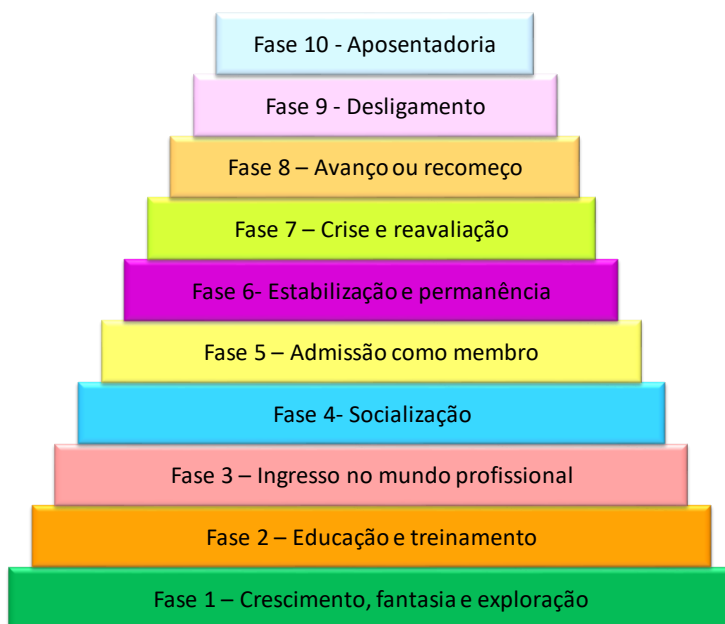 Fase 10 - Aposentadoria
Fase 9 - Desligamento
Fase 8 – Avanço ou recomeço
Fase 7 – Crise e reavaliação
Fase 6- Estabilização e permanência
Fase 5 – Admissão como membro
Fase 4- Socialização
Fase 3 – Ingresso no mundo profissional
Fase 2 – Educação e treinamento
Fase 1 – Crescimento, fantasia e exploração